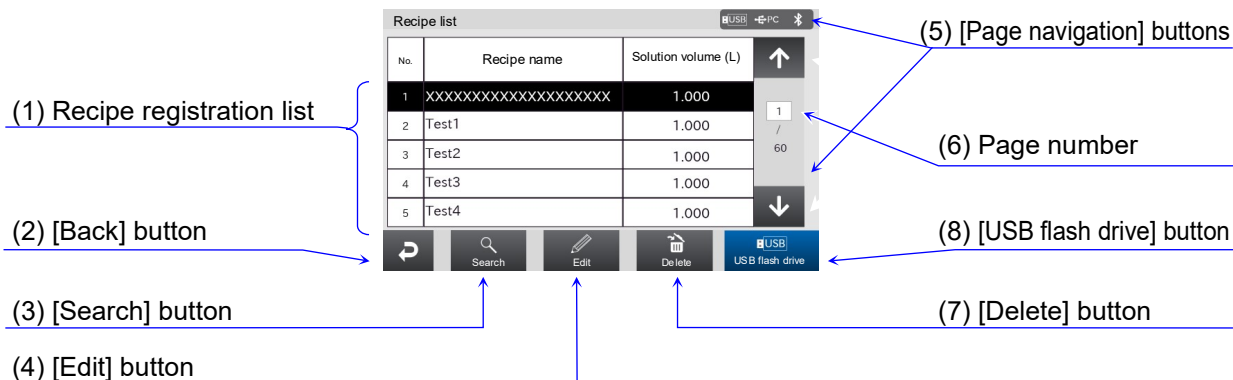 Recipe list
USB PC
(5) [Page navigation] buttons
No. Recipe name Solution volume (L)
(1) Recipe registration list
1 XXXXXXXXXXXXXXXXXXXX 1.000
2 Test1 1.000
3 Test2 1.000
4 Test3 1.000
5 Test4 1.000
1
/
60
(6) Page number
(2) [Back] button
Search
Edit
Delete
USB
USB flash drive
(8) [USB flash drive] button
(3) [Search] button
(7) [Delete] button
(4) [Edit] button